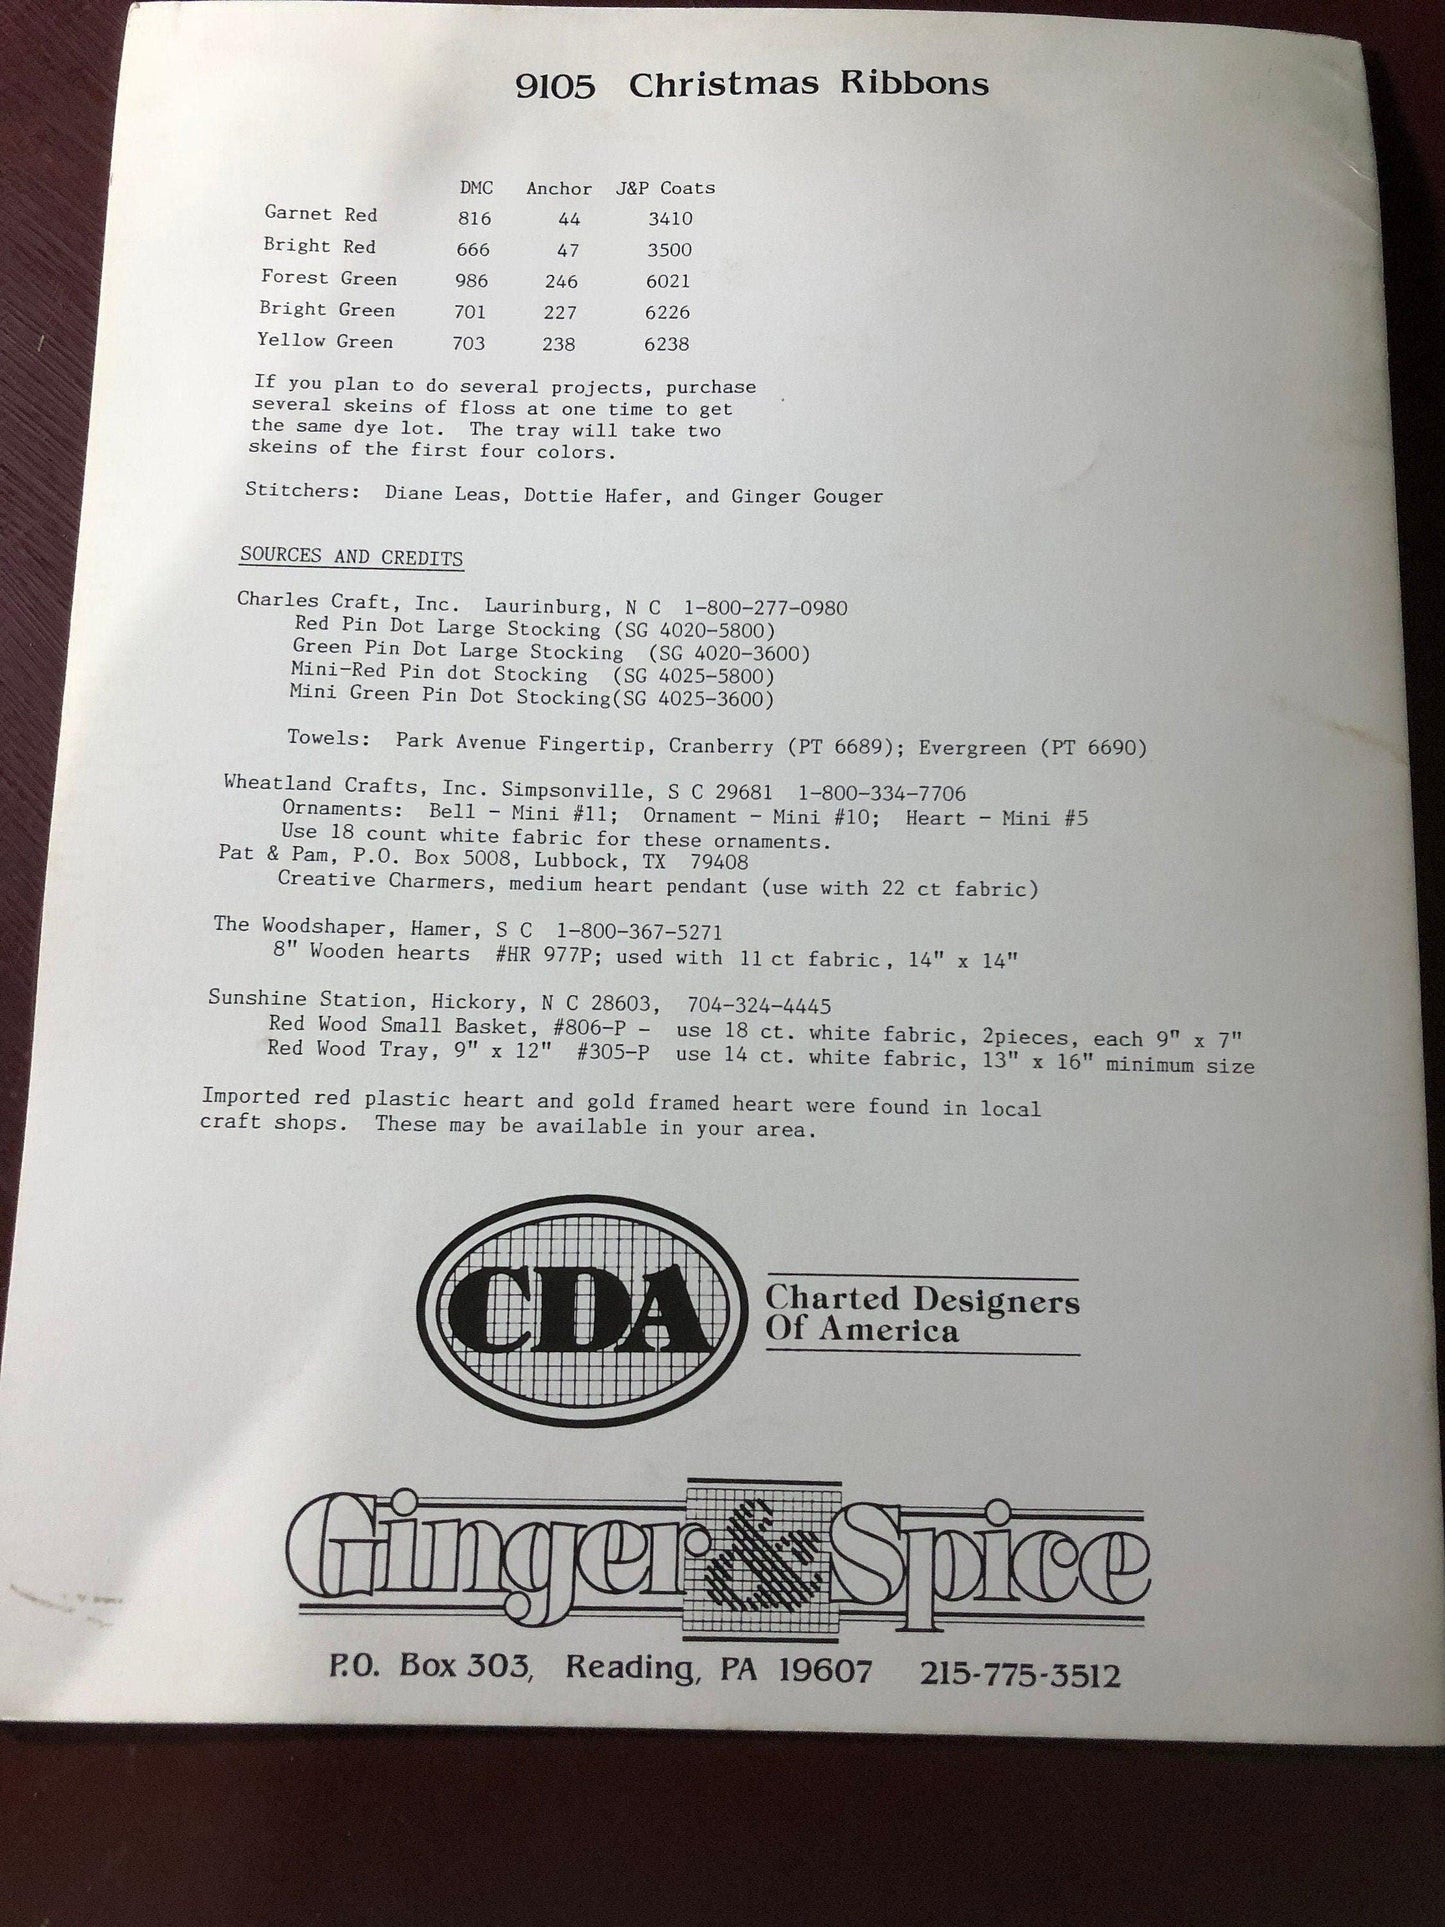 9105 Christmas Ribbons
DMC Anchor J&P Coats
Garnet Red 816 44 3410
Bright Red 666 47 3500
Forest Green 986 246 6021
Bright Green 701 227 6226
Yellow Green 703 238 6238
If you plan to do several projects, purchase
several skeins of floss at one time to get
the same dye lot. The tray will take two
skeins of the first four colors.
Stitchers: Diane Leas, Dottie Hafer, and Ginger Gouger
SOURCES AND CREDITS
Charles Craft, Inc. Laurinburg, N C 1-800-277-0980
Red Pin Dot Large Stocking (SG 4020-5800)
Green Pin Dot Large Stocking (SG 4020-3600)
Mini-Red Pin dot Stocking (SG 4025-5800)
Mini Green Pin Dot Stocking(SG 4025-3600)
Towels: Park Avenue Fingertip, Cranberry (PT 6689); Evergreen (PT 6690)
Wheatland Crafts, Inc. Simpsonville, S C 29681 1-800-334-7706
Ornaments: Bell - Mini #11; Ornament - Mini #10; Heart - Mini #5
Use 18 count white fabric for these ornaments.
Pat & Pam, P.O. Box 5008, Lubbock, TX 79408
Creative Charmers, medium heart pendant (use with 22 ct fabric)
The Woodshaper, Hamer, S C 1-800-367-5271
8" Wooden hearts #HR 977P; used with 11 ct fabric, 14" x 14"
Sunshine Station, Hickory, N C 28603, 704-324-4445
Red Wood Small Basket, #806-P - use 18 ct. white fabric, 2pieces, each 9" x 7"
Red Wood Tray, 9" x 12" #305-P use 14 ct. white fabric, 13" x 16" minimum size
Imported red plastic heart and gold framed heart were found in local
craft shops. These may be available in your area.
CDA
Charted Designers
Of America
Ginger & Spice
P.O. Box 303, Reading, PA 19607 215-775-3512